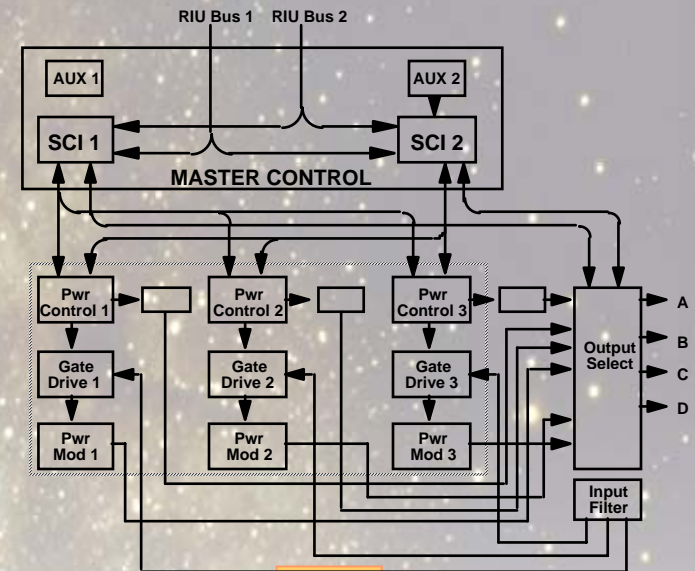 RIU Bus 1 RIU Bus 2
AUX 1
AUX 2
SCI 1
SCI 2
MASTER CONTROL
Pwr
Control 1
Pwr
Control 2
Pwr
Control 3
Output
Select
A
B
C
D
Gate
Drive 1
Gate
Drive 2
Gate
Drive 3
Pwr
Mod 1
Pwr
Mod 2
Pwr
Mod 3
Input
Filter